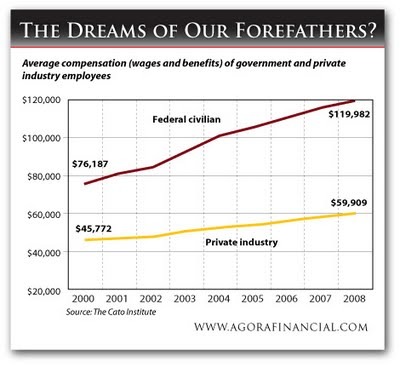 THE DREAMS OF OUR FOREFATHERS?
Average compensation (wages and benefits) of government and private
industry employees
$120,000
$100,000
$80,000
$60,000
$40,000
$20,000
Federal civilian
$119,982
$76,187
$59,909
$45,772
Private industry
2000 2001 2002 2003 2004 2005 2006 2007 2008
Source: The Cato Institute
WWW.AGORAFINANCIAL.COM